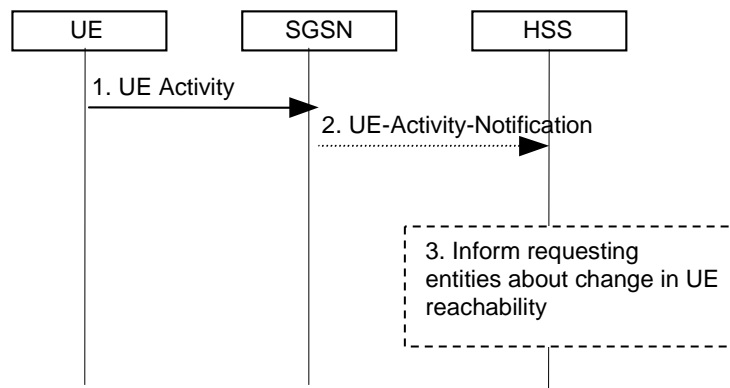 UE
SGSN
HSS
1. UE Activity
2. UE-Activity-Notification
3. Inform requesting
entities about change in UE
reachability